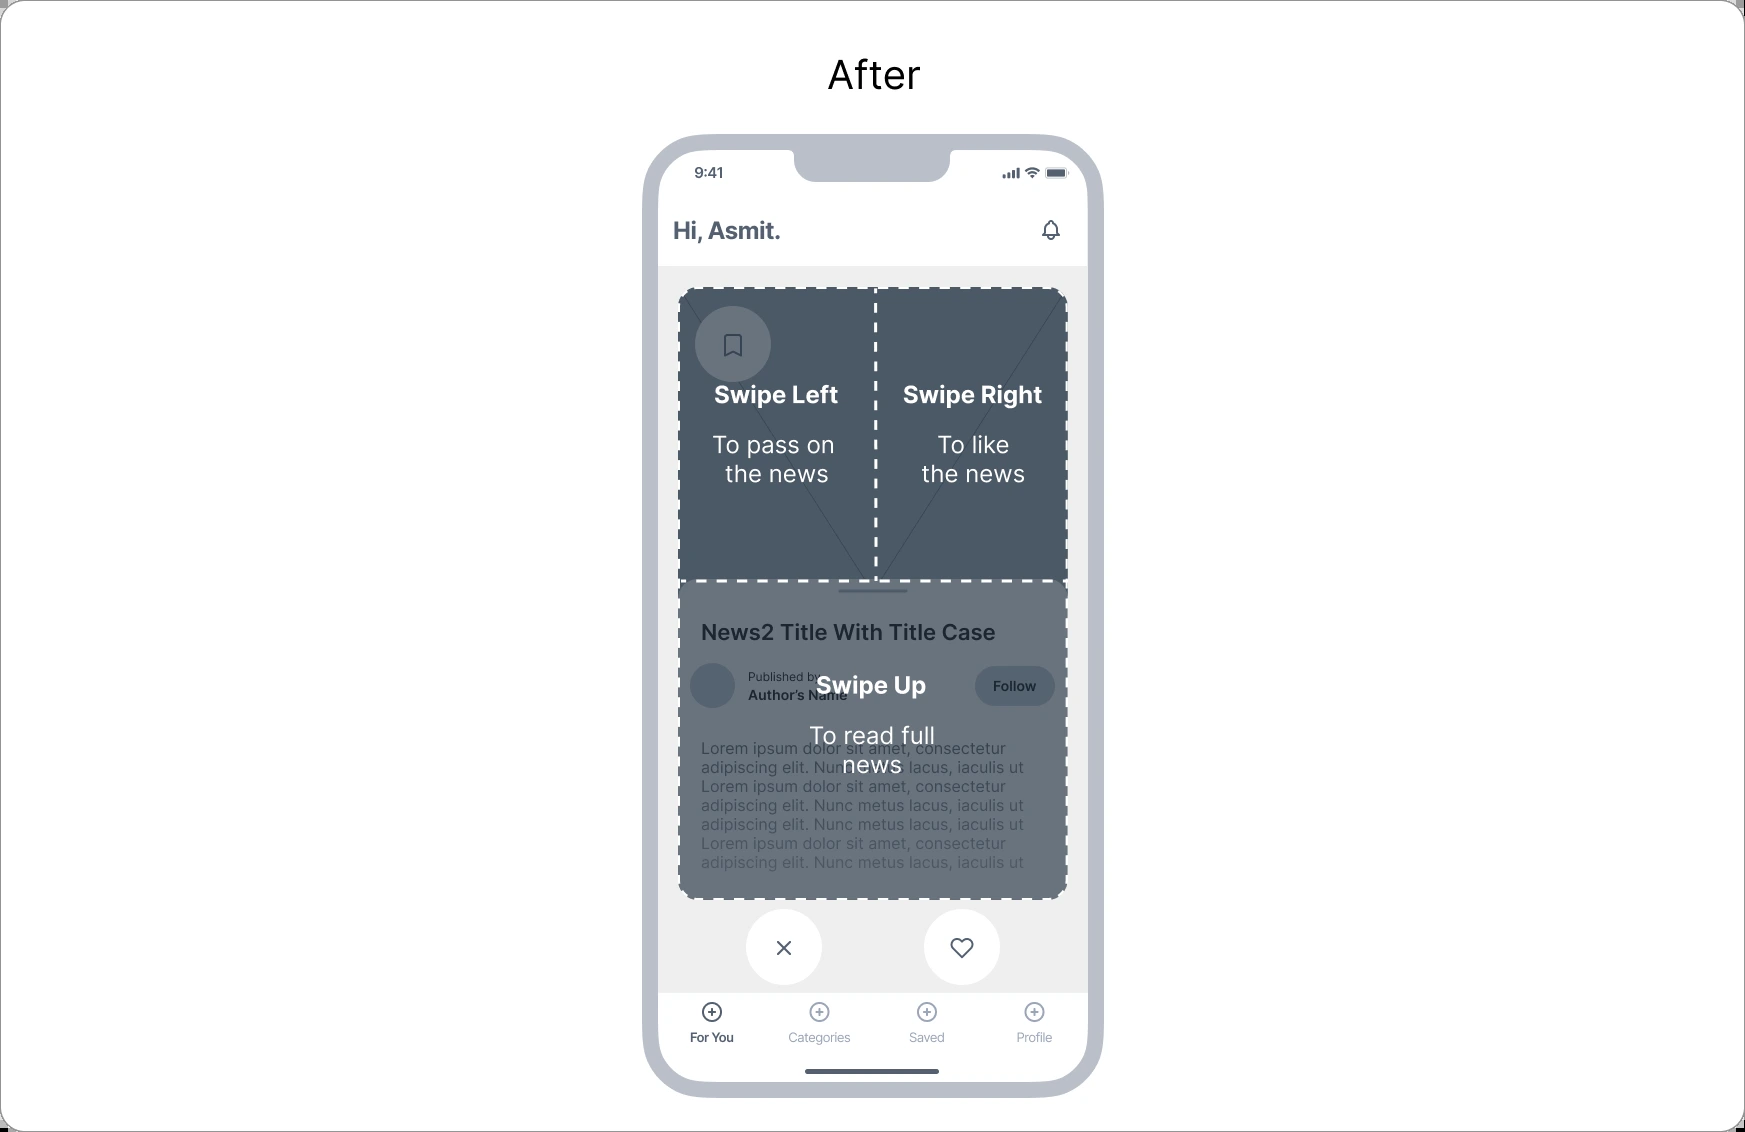 After
9:41
Hi, Asmit.
Swipe Left
Swipe Right
To pass on
the news
To like
the news
News2 Title With Title Case
Published by
Author's Name
Swipe Up
Follow
To read full
news
Lorem ipsum dolor sit amet, consectetur
adipiscing elit. Nunc metus lacus, iaculis ut
Lorem ipsum dolor sit amet, consectetur
adipiscing elit. Nunc metus lacus, iaculis ut
adipiscing elit. Nunc metus lacus, iaculis ut
Lorem ipsum dolor sit amet, consectetur
adipiscing elit. Nunc metus lacus, iaculis ut
For You
Categories
Saved
Profile